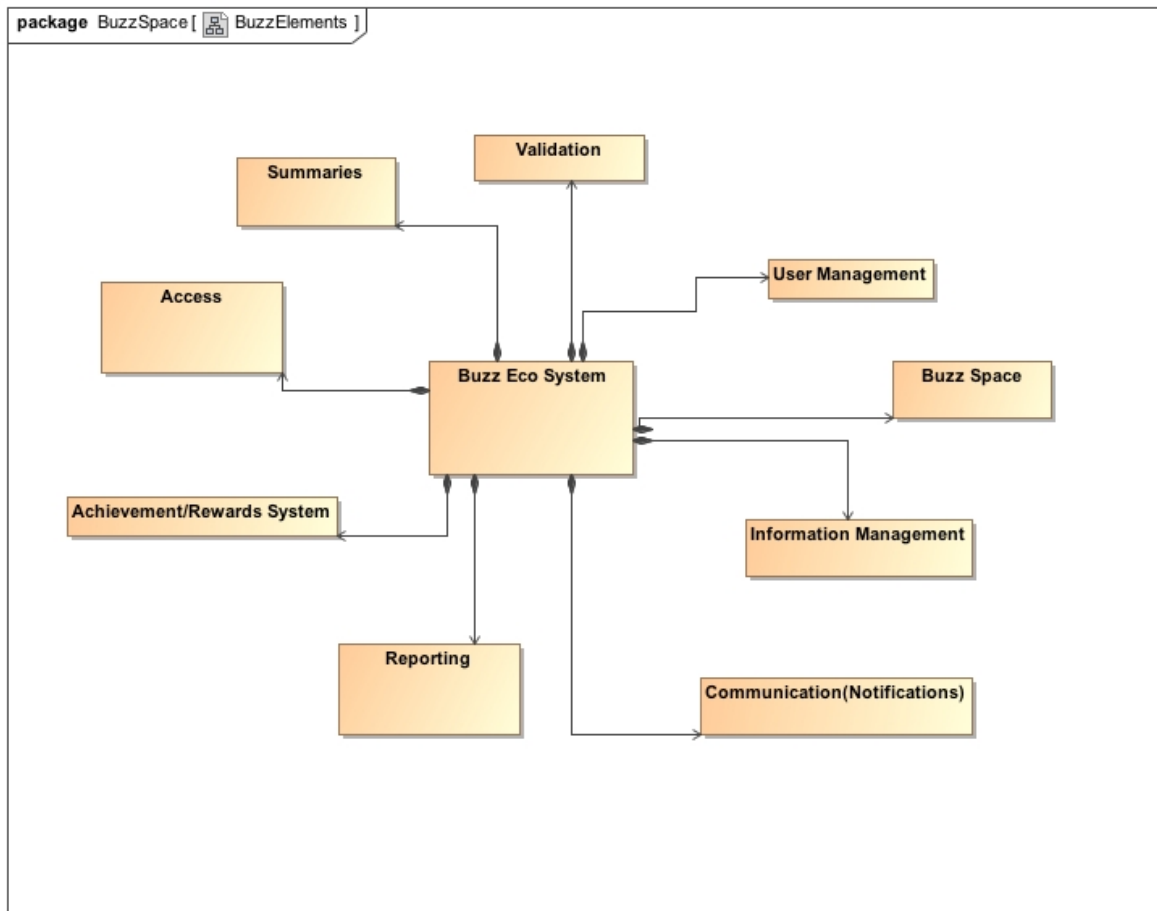 package BuzzSpace [ BuzzElements ]
Validation
Summaries
User Management
Access
Buzz Eco System
Buzz Space
Achievement/Rewards System
Information Management
Reporting
Communication(Notifications)